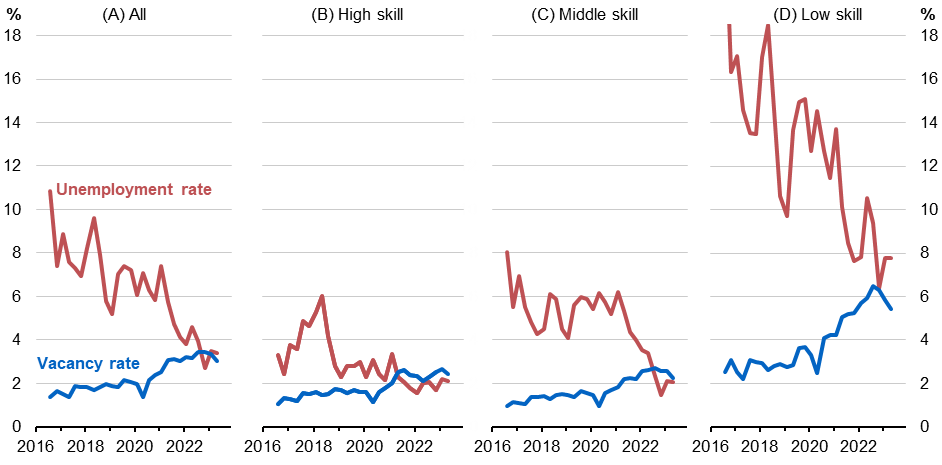 % (A) All (B) High skill (C) Middle skill (D) Low skill %
18 18
16 16
14 14
12 12
Unemployment rate
10 10
8 8
6 6
4 4
Vacancy rate
2 2
0 0
2016 2018 2020 2022 2016 2018 2020 2022 2016 2018 2020 2022 2016 2018 2020 2022